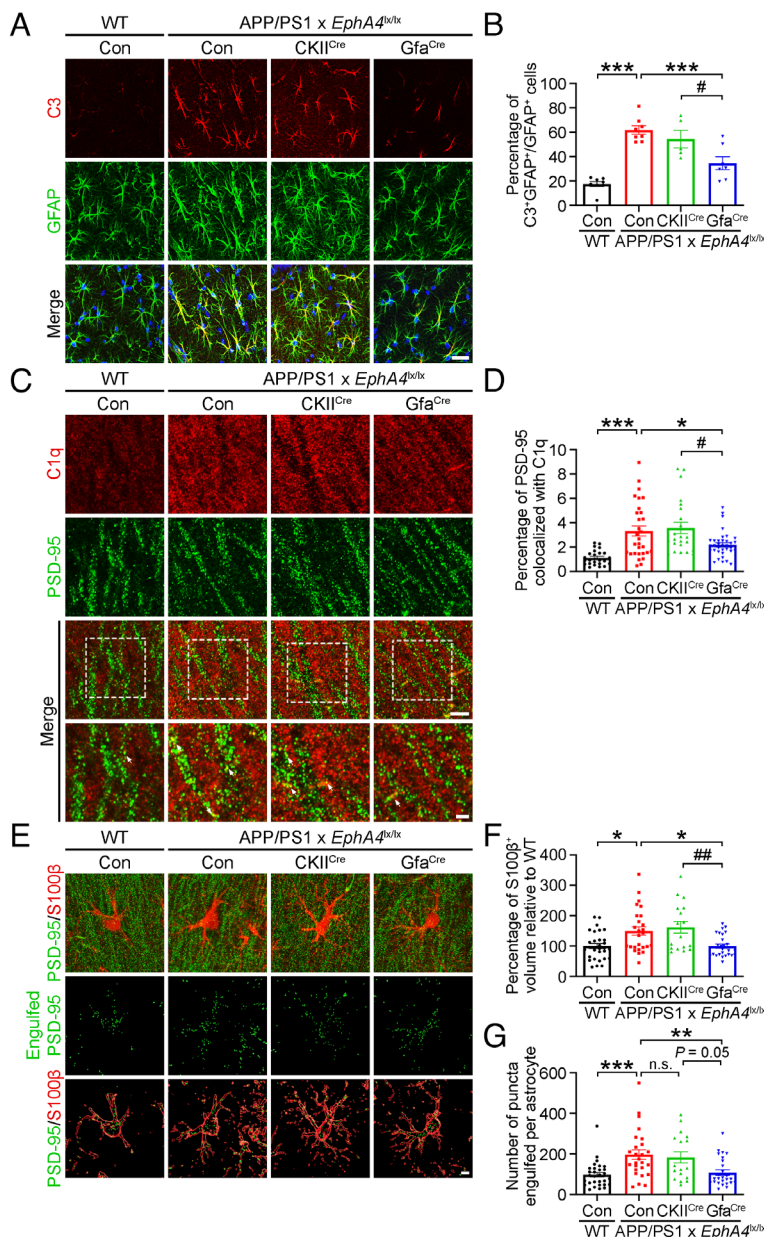 A
WT
APP/PS1 x EphA4lx/lx
Con
Con
CKIICre
GfaCre
C3
GFAP
Merge
B
Percentage of
C3+GFAP+/GFAP+ cells
100
80
60
40
20
0
***
***
#
Con
Con
CKIICre
GfaCre
WT
APP/PS1 x EphA4lx/lx
C
WT
APP/PS1 x EphA4lx/lx
Con
Con
CKIICre
GfaCre
C1q
PSD-95
Merge
D
Percentage of PSD-95
colocalized with C1q
10
8
6
4
2
0
***
*
#
Con
Con
CKIICre
GfaCre
WT
APP/PS1 x EphA4lx/lx
E
WT
APP/PS1 x EphA4lx/lx
Con
Con
CKIICre
GfaCre
PSD-95/S100β
Engulfed
PSD-95
PSD-95/S100β
F
Percentage of S100β+
volume relative to WT
400
300
200
100
0
*
*
##
Con
Con
CKIICre
GfaCre
WT
APP/PS1 x EphA4lx/lx
G
Number of puncta
engulfed per astrocyte
600
400
200
0
***
**
n.s.
P = 0.05
Con
Con
CKIICre
GfaCre
WT
APP/PS1 x EphA4lx/lx